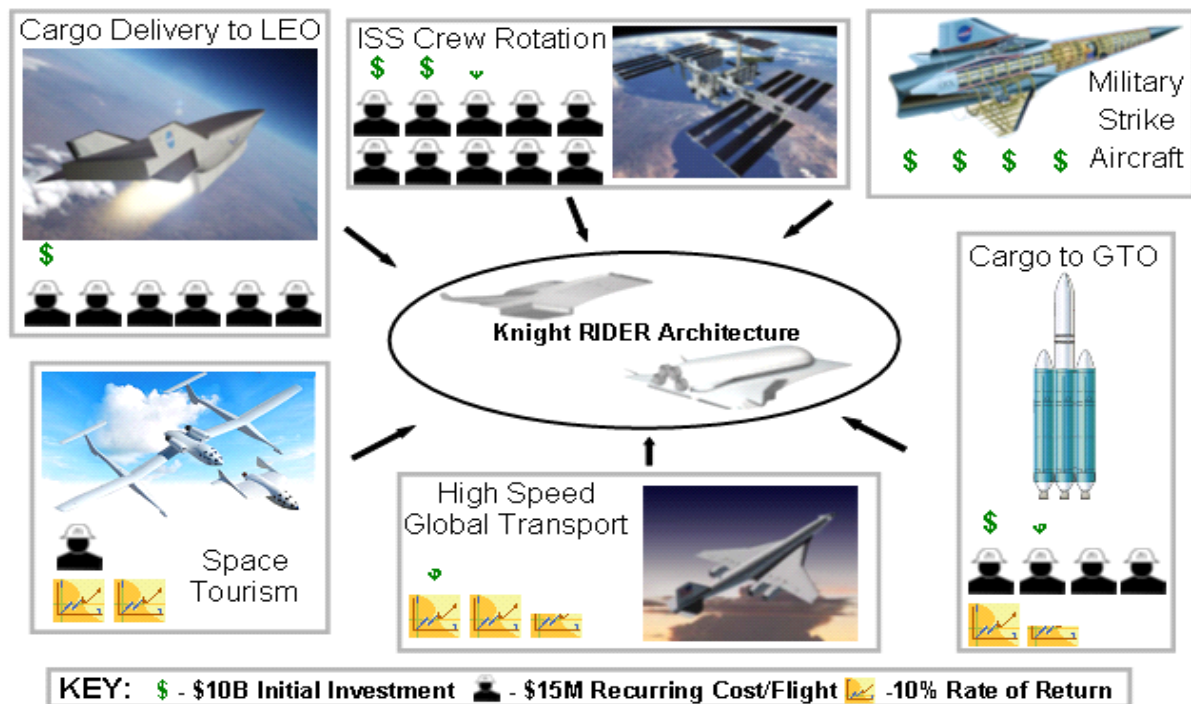 Cargo Delivery to LEO
$
ISS Crew Rotation
$ $
Military
Strike
Aircraft
$ $ $ $
Knight RIDER Architecture
Cargo to GTO
$
Space
Tourism
High Speed
Global Transport
KEY: $ - $10B Initial Investment - $15M Recurring Cost/Flight -10% Rate of Return